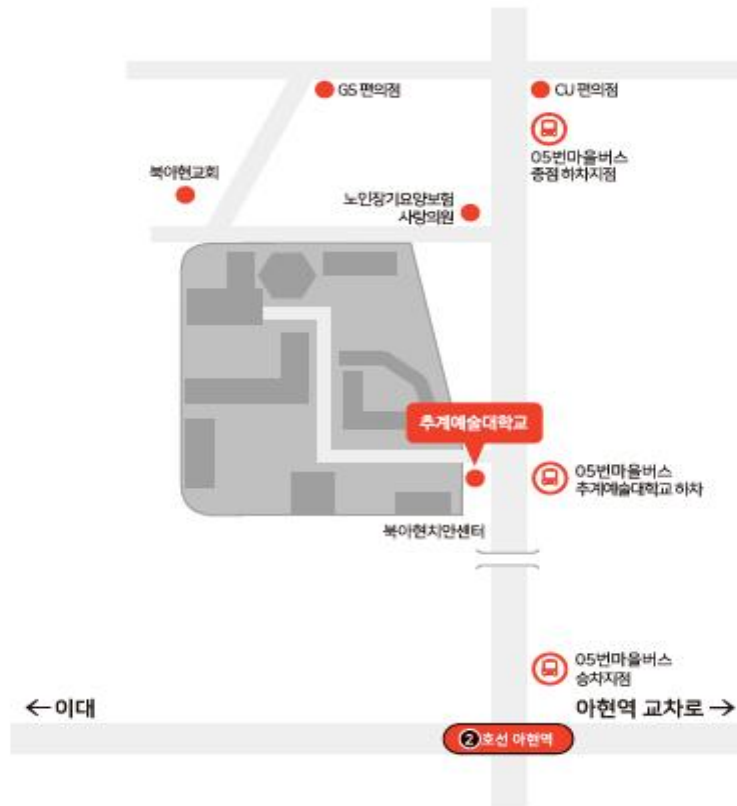 GS 편의점
CU 편의점
05번마을버스
종점 하차지점
북아현교회
노인장기요양보험
사랑의원
추계예술대학교
05번마을버스
추계예술대학교 하차
북아현치안센터
05번마을버스
승차지점
←이대
아현역 교차로→
2호선 아현역